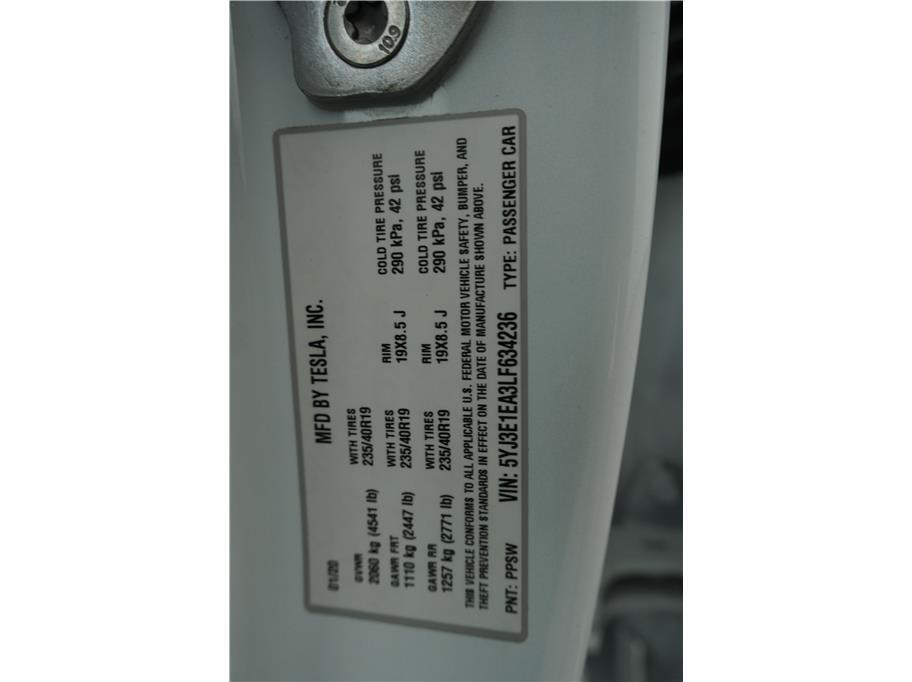 10.9
MFD BY TESLA, INC.
01/20
GVWR WITH TIRES
2060 kg (4541 lb) 235/40R19
GAWR FRT WITH TIRES RIM COLD TIRE PRESSURE
1110 kg (2447 lb) 235/40R19 19X8.5 J 290 kPa, 42 psi
GAWR RR WITH TIRES RIM COLD TIRE PRESSURE
1257 kg (2771 lb) 235/40R19 19X8.5 J 290 kPa, 42 psi
THIS VEHICLE CONFORMS TO ALL APPLICABLE U.S. FEDERAL MOTOR VEHICLE SAFETY, BUMPER, AND
THEFT PREVENTION STANDARDS IN EFFECT ON THE DATE OF MANUFACTURE SHOWN ABOVE.
PNT: PPSW VIN: 5YJ3E1EA3LF634236 TYPE: PASSENGER CAR